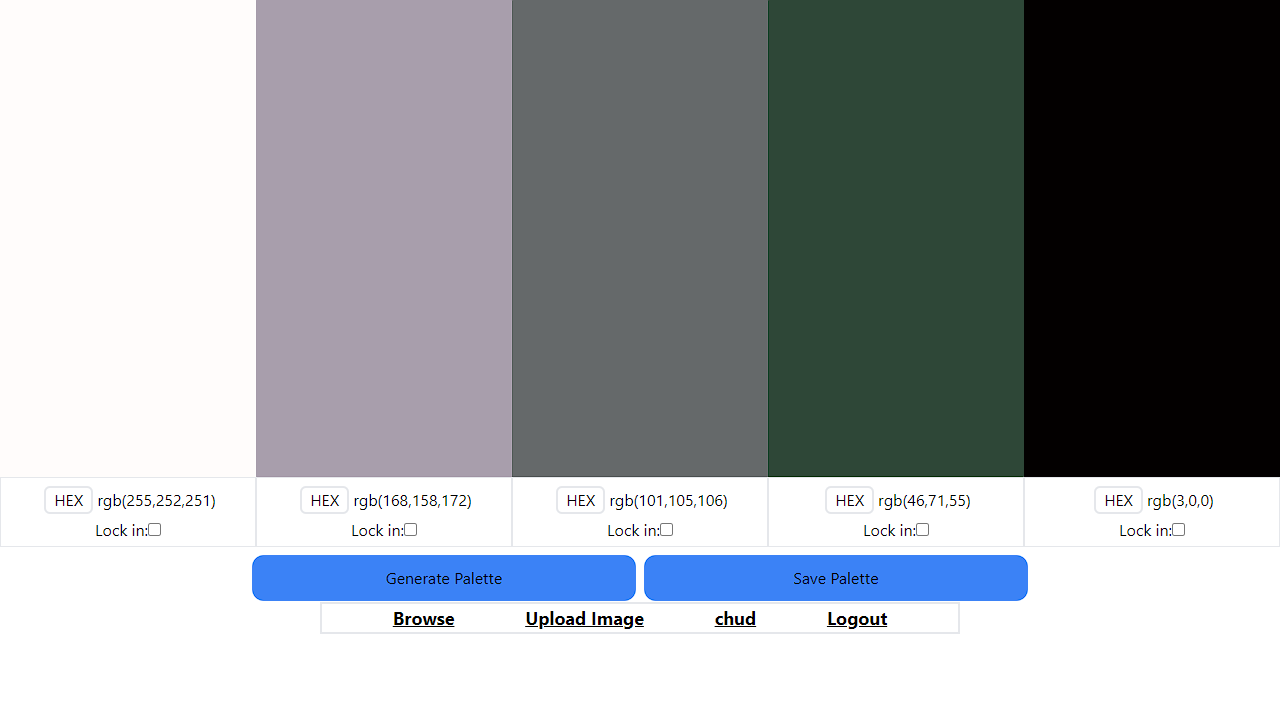 HEX rgb(255,252,251)
Lock in:
HEX rgb(168,158,172)
Lock in:
HEX rgb(101,105,106)
Lock in:
HEX rgb(46,71,55)
Lock in:
HEX rgb(3,0,0)
Lock in:
Generate Palette Save Palette
Browse Upload Image chud Logout